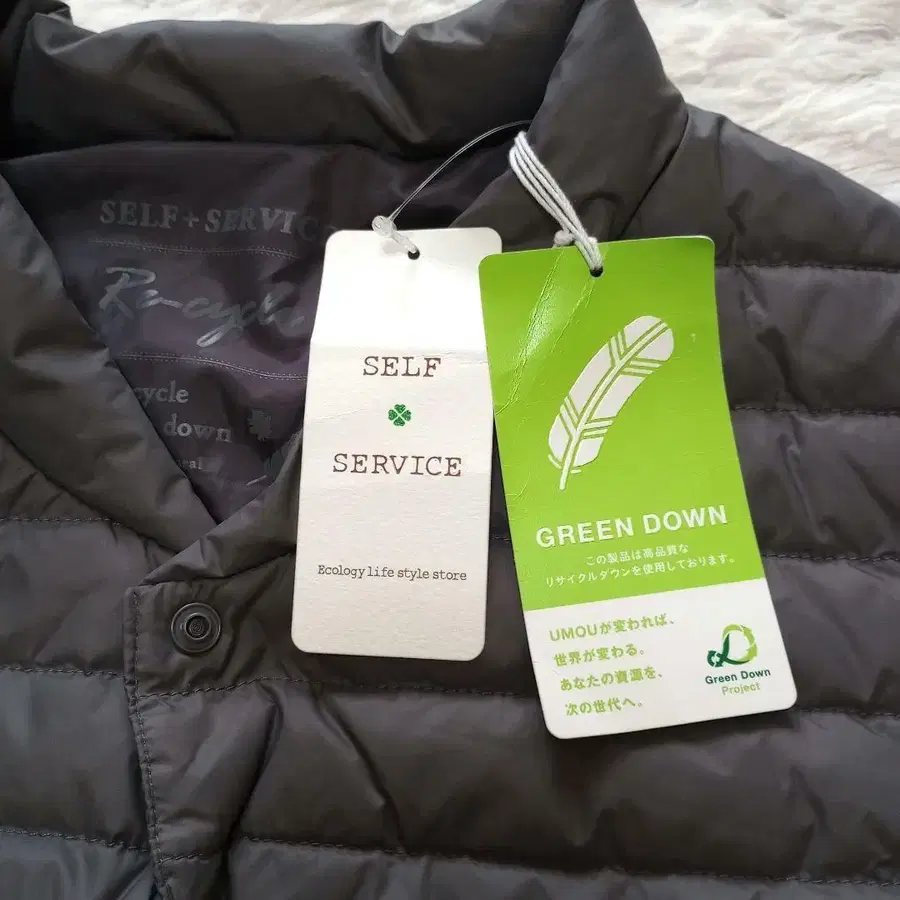 SELF + SERVIC
Re-cycle
cycle
down
SELF
SERVICE
Ecology life style store
GREEN DOWN
この製品は高品質な
リサイクルダウンを使用しております。
UMOUが変われば、
世界が変わる。
あなたの資源を、
次の世代へ。
Green Down
Project